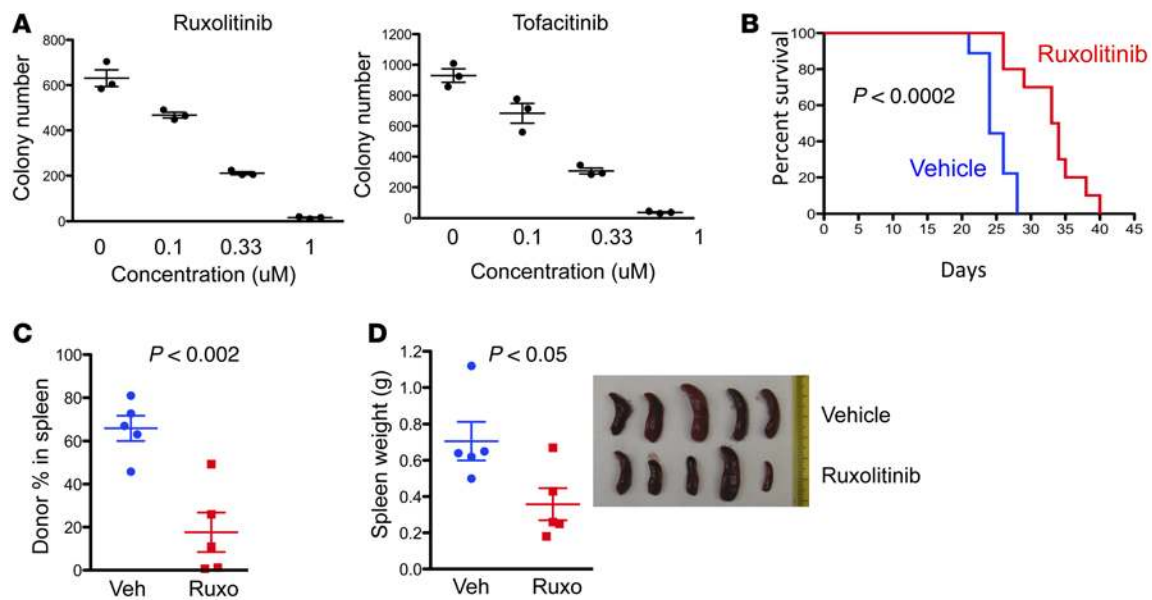 A
Ruxolitinib
Colony number
800
600
400
200
0
0 0.1 0.33 1
Concentration (uM)
Tofacitinib
Colony number
1200
1000
800
600
400
200
0
0 0.1 0.33 1
Concentration (uM)
B
Percent survival
100
80
60
40
20
0
P < 0.0002
Ruxolitinib
Vehicle
0 5 10 15 20 25 30 35 40 45
Days
C
Donor % in spleen
100
80
60
40
20
0
P < 0.002
Veh Ruxo
D
Spleen weight (g)
1.2
1.0
0.8
0.6
0.4
0.2
0.0
P < 0.05
Veh Ruxo
Vehicle
Ruxolitinib